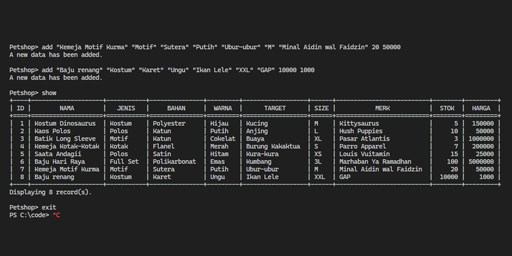 Petshop> add "Kemeja Motif Kurma" "Motif" "Sutera" "Putih" "Ubur-ubur" "M" "Minal Aidin wal Faidzin" 20 50000
A new data has been added.
Petshop> add "Baju renang" "Kostum" "Karet" "Ungu" "Ikan Lele" "XXL" "GAP" 10000 1000
A new data has been added.
Petshop> show
| ID | NAMA | JENIS | BAHAN | WARNA | TARGET | SIZE | MERK | STOK | HARGA |
| 1 | Kostum Dinosaurus | Kostum | Polyester | Hijau | Kucing | M | Kittysaurus | 5 | 150000 |
| 2 | Kaos Polos | Polos | Katun | Putih | Anjing | L | Hush Puppies | 10 | 50000 |
| 3 | Batik Long Sleeve | Motif | Katun | Cokelat | Buaya | XL | Pasar Atlantis | 3 | 1000000 |
| 4 | Kemeja Kotak-Kotak | Kotak | Flanel | Merah | Burung Kakaktua | S | Parro Apparel | 7 | 200000 |
| 5 | Saata Andagii | Polos | Satin | Hitam | Kura-kura | XS | Louis Vuitamin | 15 | 25000 |
| 6 | Baju Hari Raya | Full Set | Polikarbonat | Emas | Kumbang | 3L | Marhaban Ya Ramadhan | 100 | 5000000 |
| 7 | Kemeja Motif Kurma | Motif | Sutera | Putih | Ubur-ubur | M | Minal Aidin wal Faidzin | 20 | 50000 |
| 8 | Baju renang | Kostum | Karet | Ungu | Ikan Lele | XXL | GAP | 10000 | 1000 |
Displaying 8 record(s).
Petshop> exit
PS C:\code> ^C